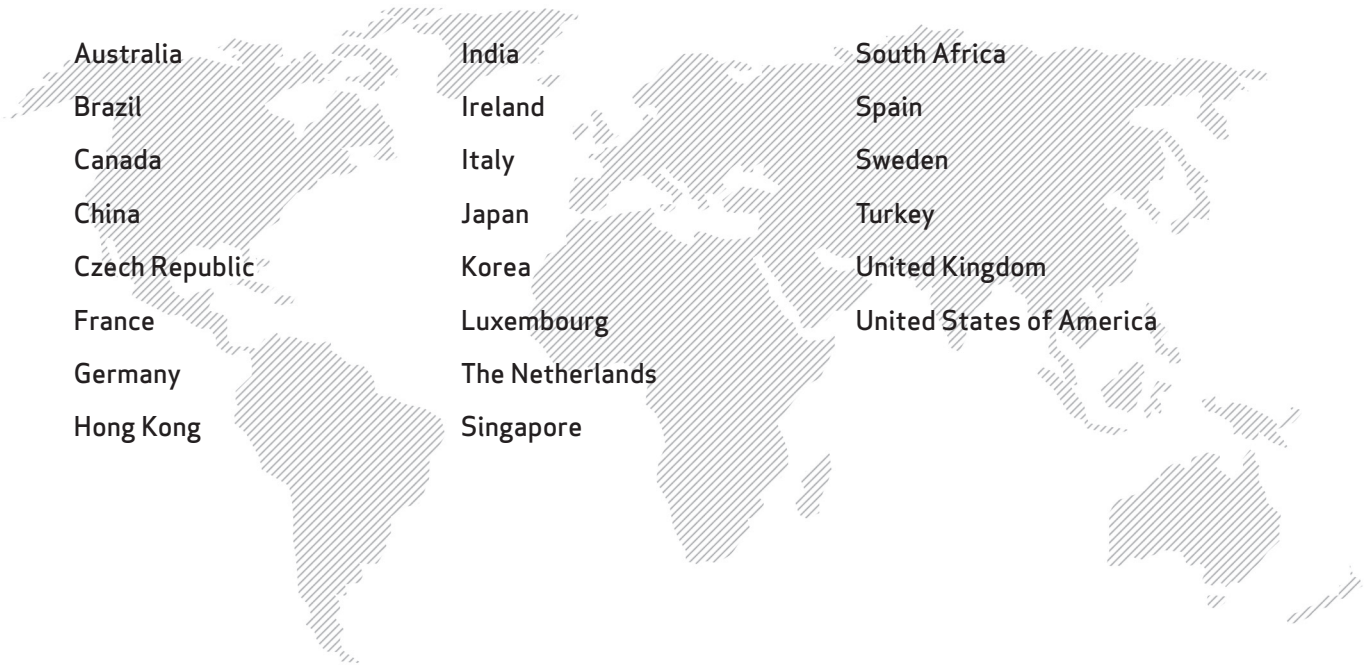 Australia
Brazil
Canada
China
Czech Republic
France
Germany
Hong Kong
India
Ireland
Italy
Japan
Korea
Luxembourg
The Netherlands
Singapore
South Africa
Spain
Sweden
Turkey
United Kingdom
United States of America